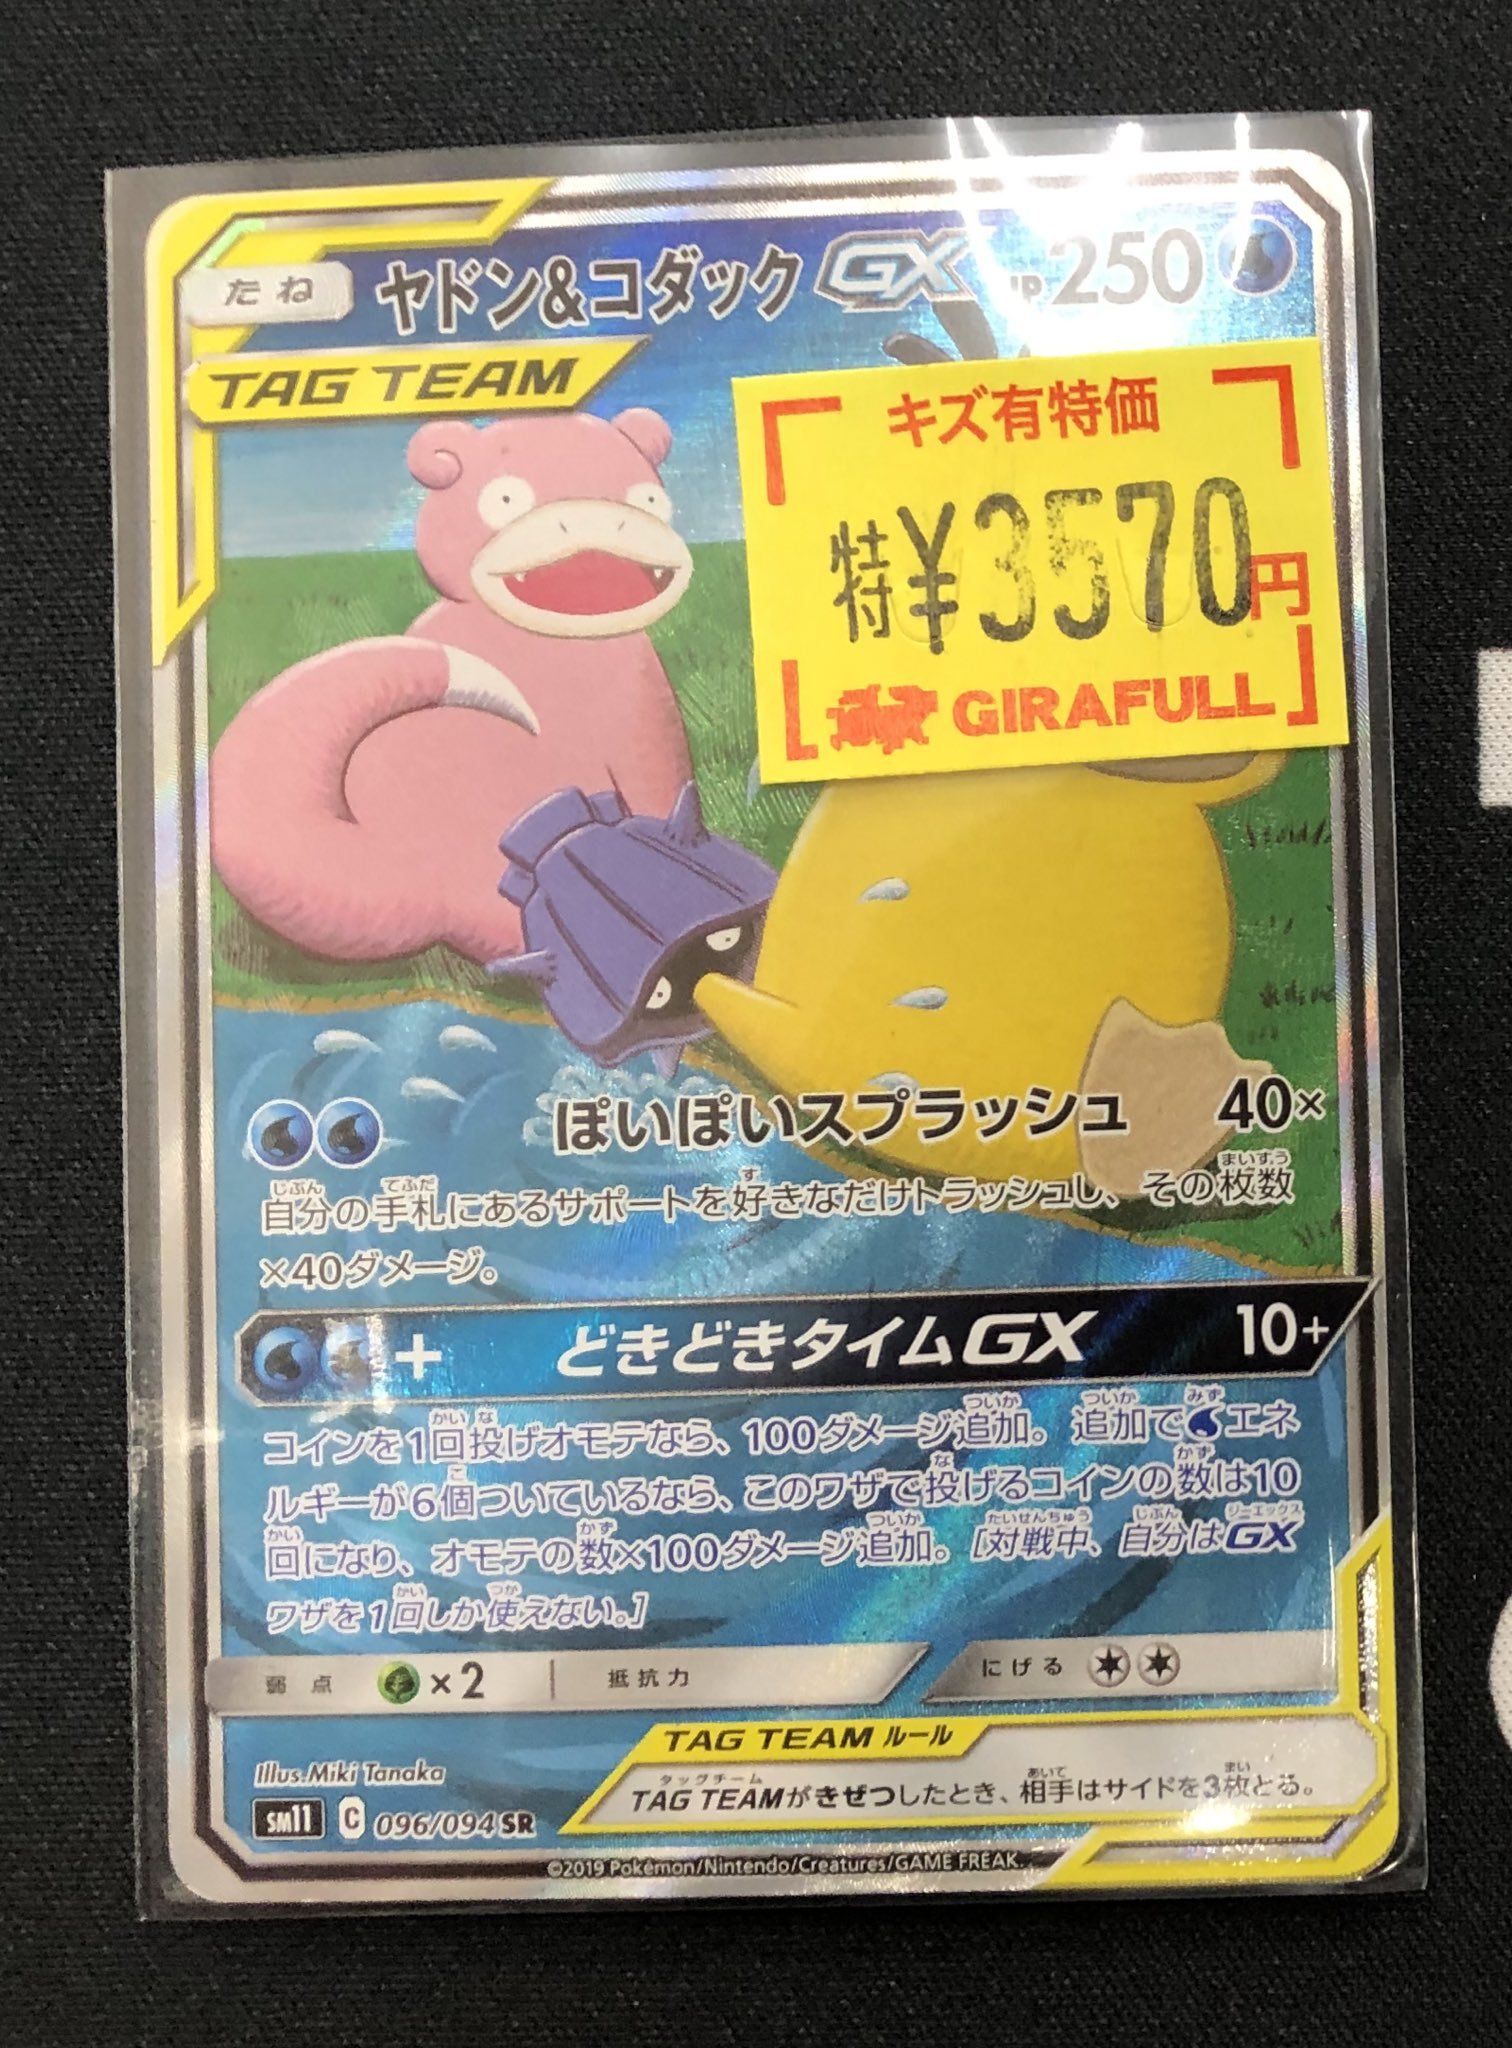 たね
ヤドン&コダックGX HP250
TAG TEAM
キズ有特価
特¥3570円
GIRAFULL
ぽいぽいスプラッシュ 40×
自分の手札にあるサポートを好きなだけトラッシュし、その枚数
×40ダメージ。
+ どきどきタイムGX 10+
コインを1回投げオモテなら、100ダメージ追加。追加でエネ
ルギーが6個ついているなら、このワザで投げるコインの数は10
回になり、オモテの数×100ダメージ追加。[対戦中、自分はGX
ワザを1回しか使えない。]
弱点 ×2 抵抗力 にげる
TAG TEAM ルール
TAG TEAMがきぜつしたとき、相手はサイドを3枚とる。
Illus.Miki Tanaka
SM11 C 096/094 SR
©2019 Pokémon/Nintendo/Creatures/GAME FREAK.